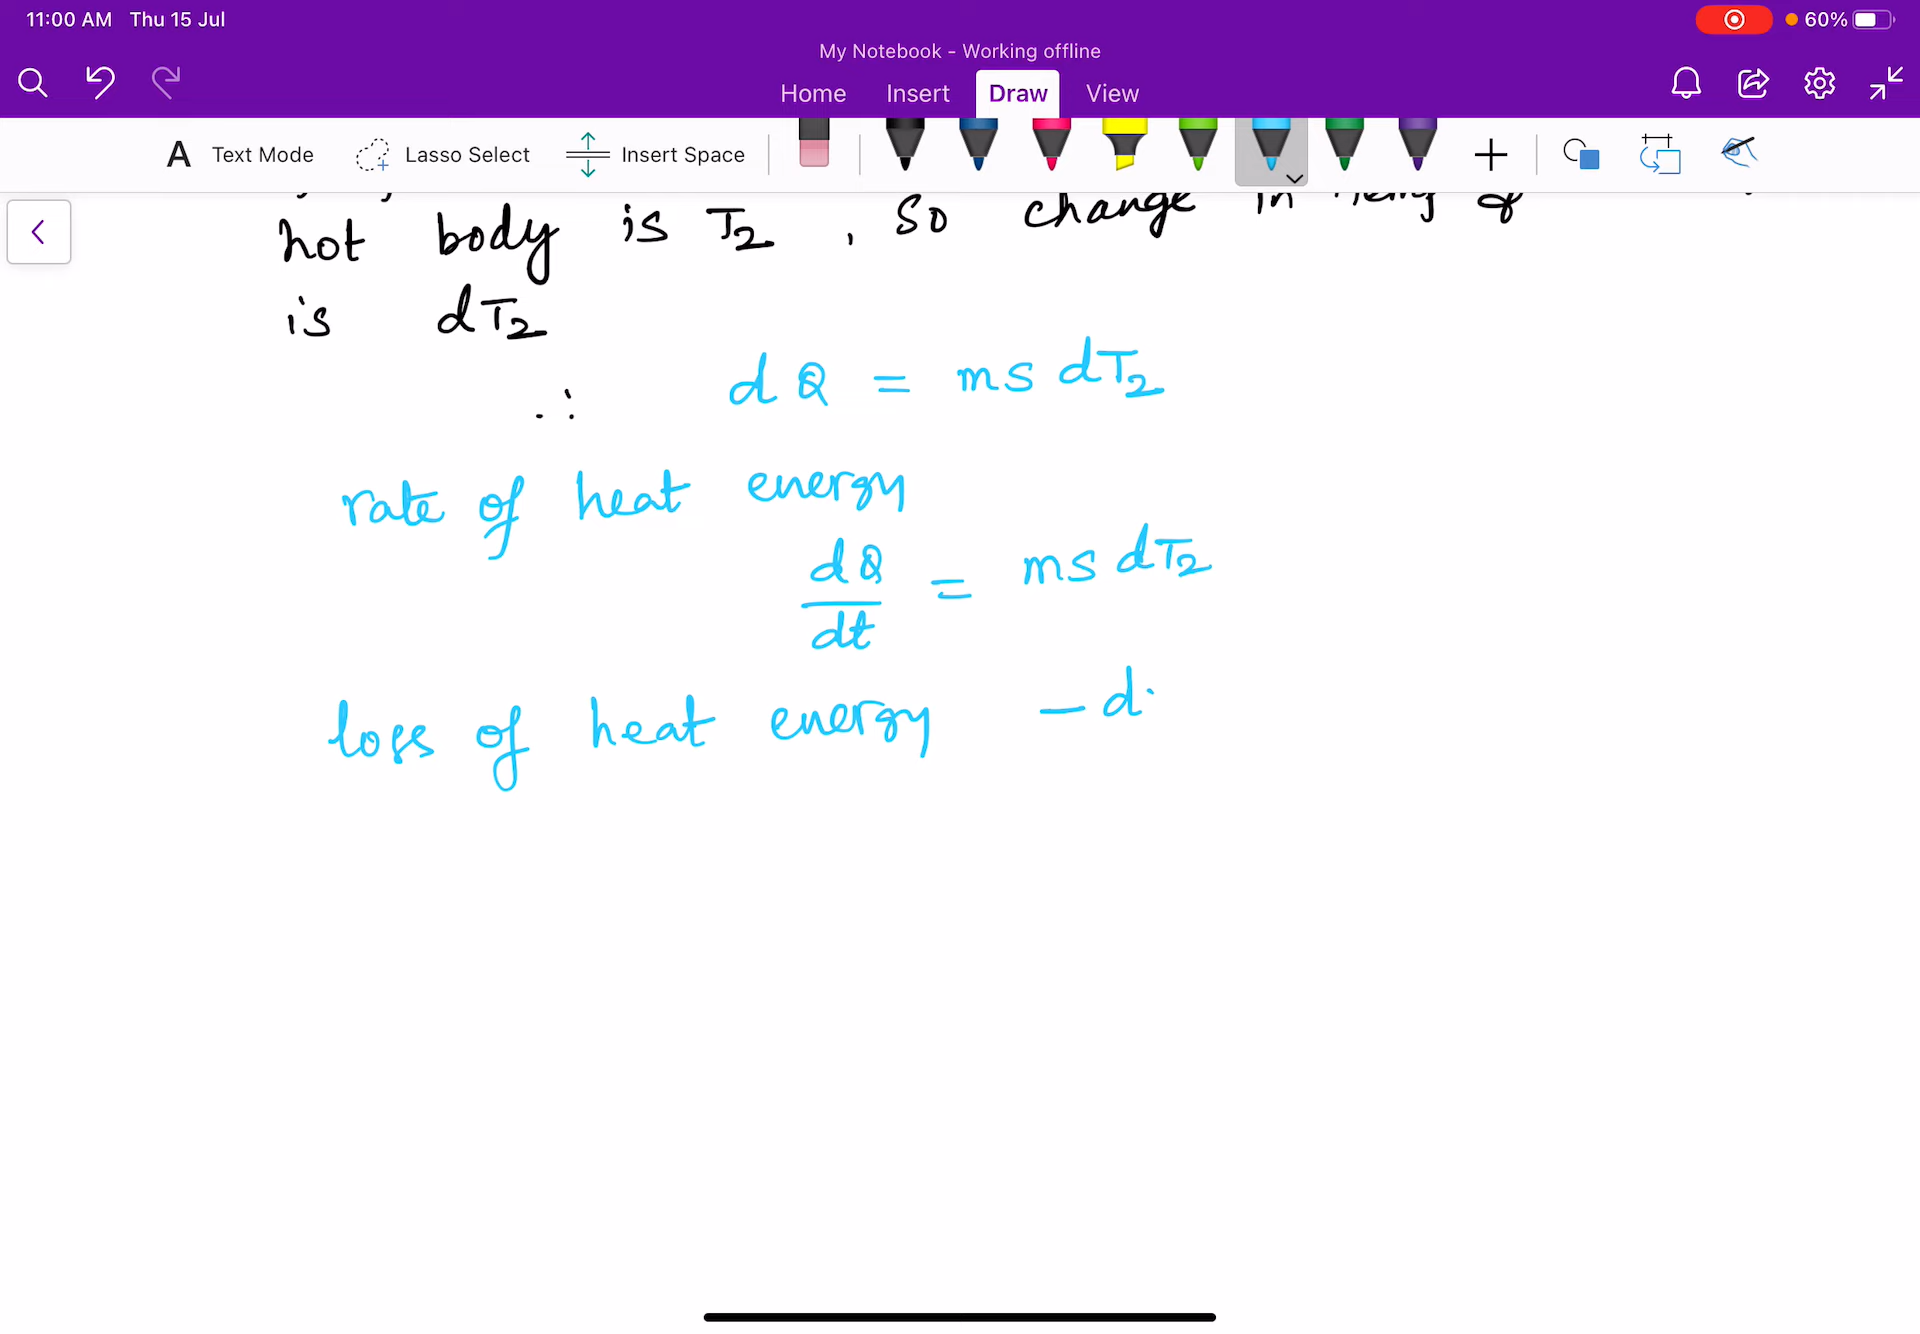 11:00 AM Thu 15 Jul 60%
My Notebook - Working offline
Home Insert Draw View
A Text Mode Lasso Select Insert Space
hot body is T₂, So change in
is dT₂
∴ dQ = ms dT₂
rate of heat energy
dQ/dt = ms dT₂
loss of heat energy -d